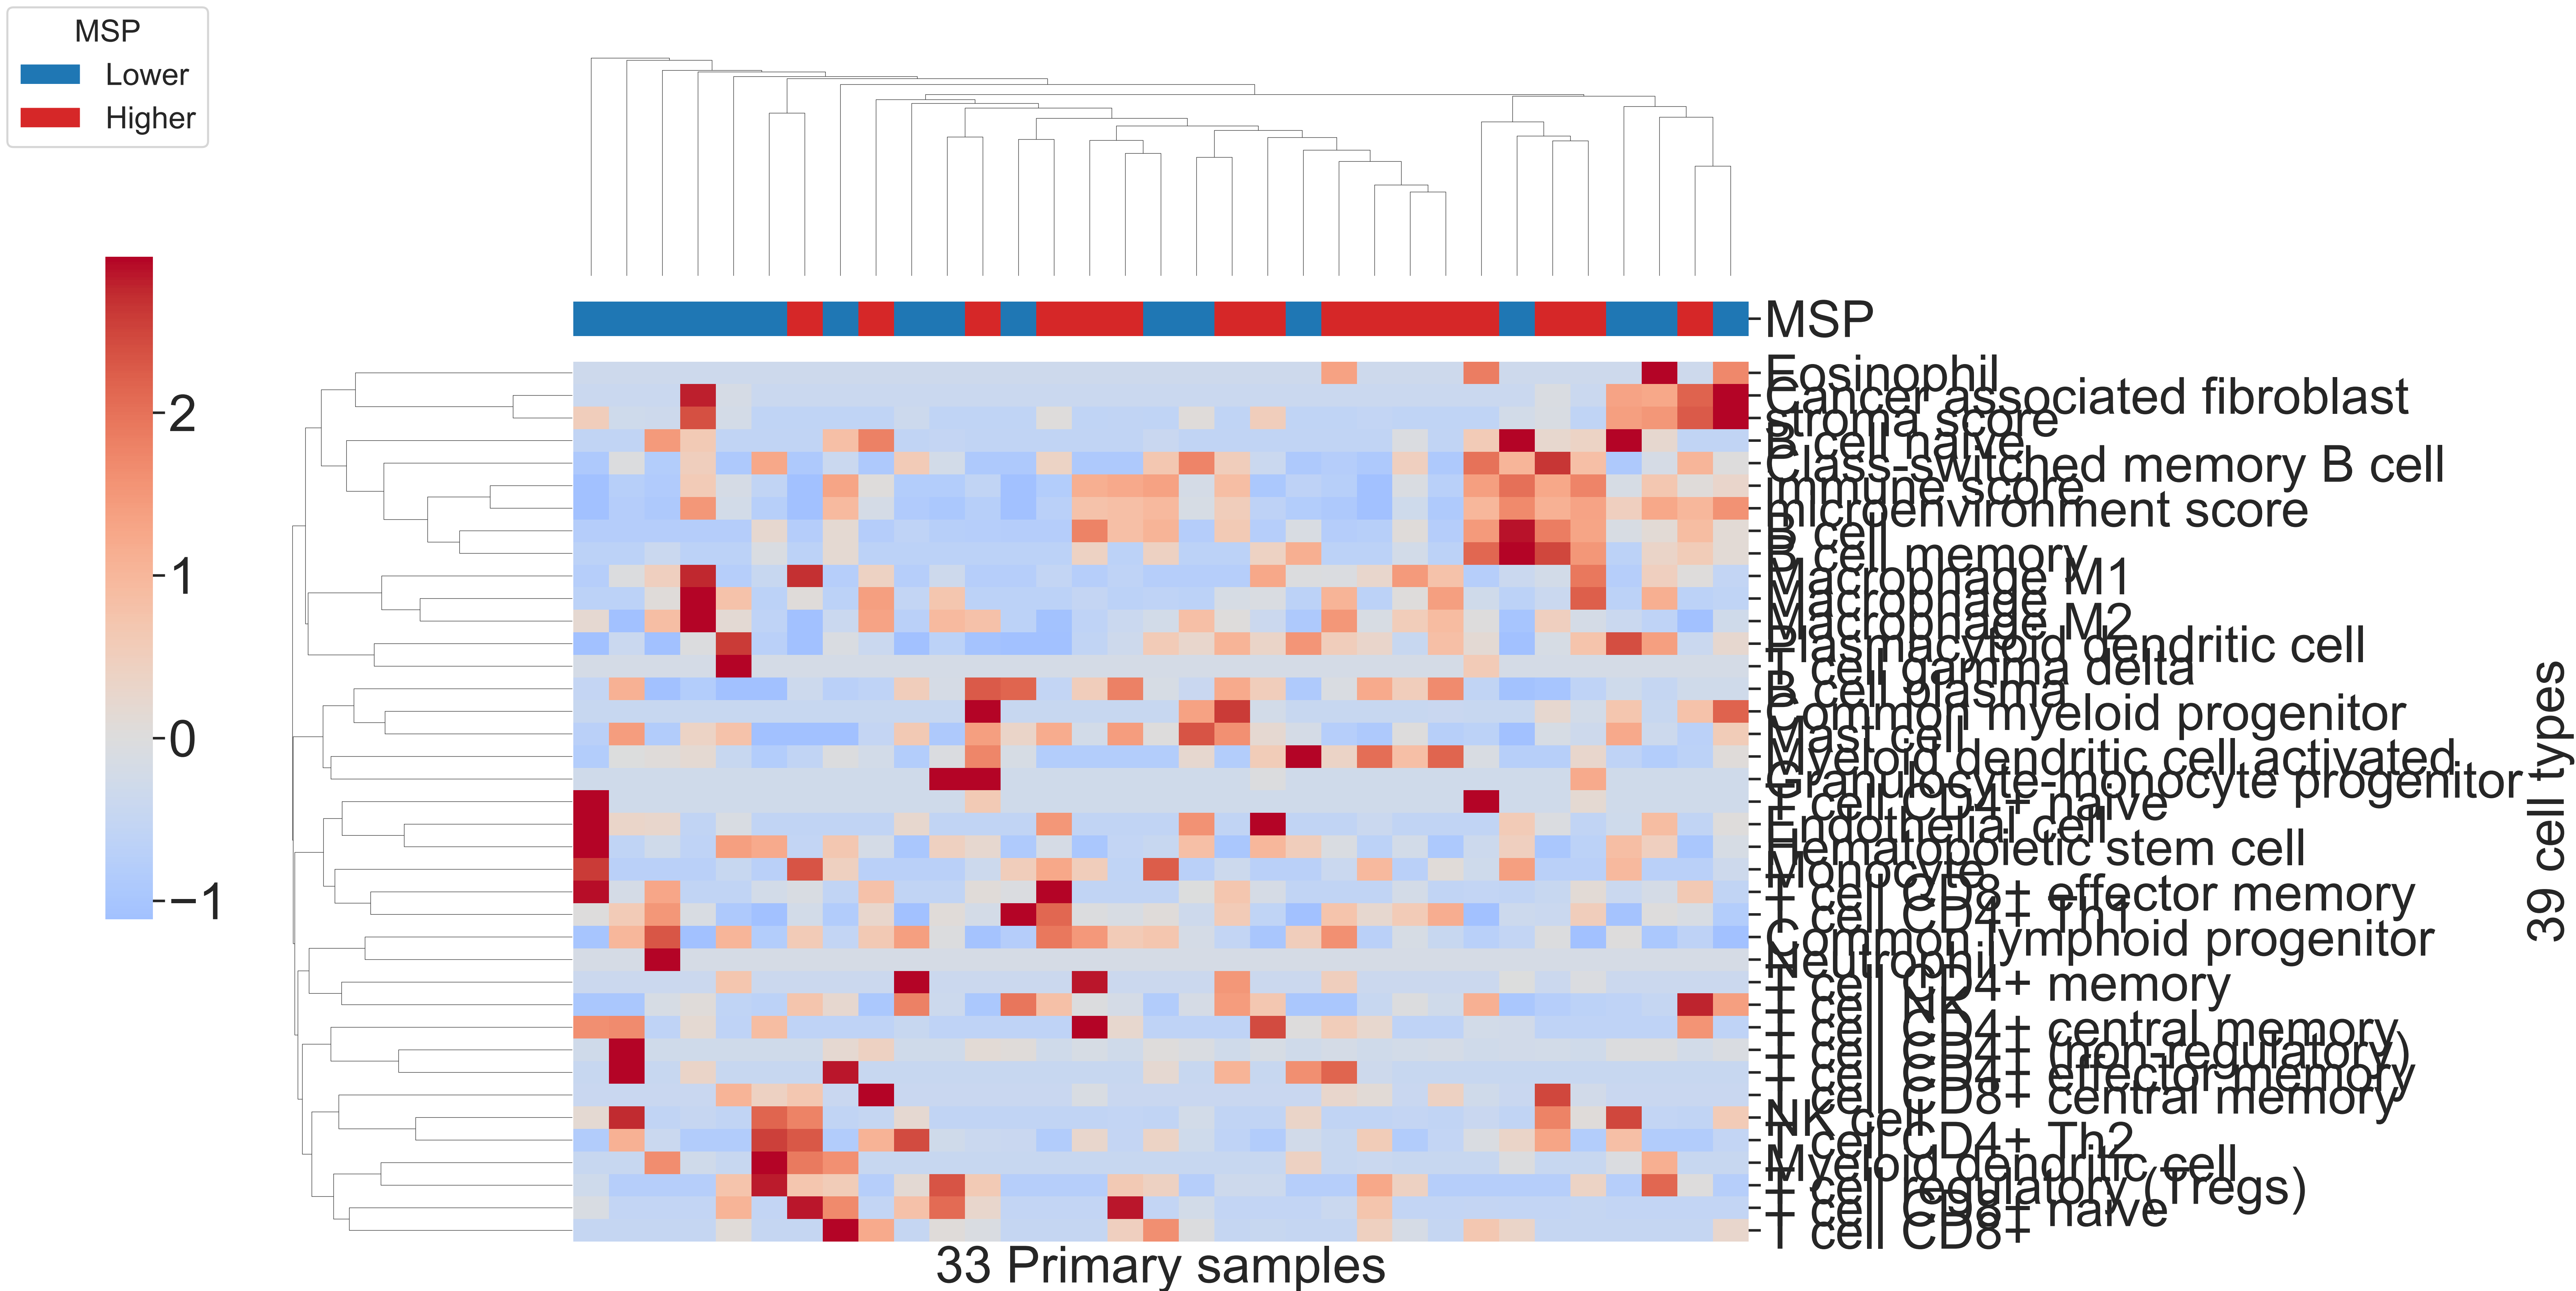 MSP
Lower
Higher
2
1
0
−1
MSP
Eosinophil
Cancer associated fibroblast
stroma score
B cell naive
Class-switched memory B cell
immune score
microenvironment score
B cell
B cell memory
Macrophage M1
Macrophage
Macrophage M2
Plasmacytoid dendritic cell
T cell gamma delta
B cell plasma
Common myeloid progenitor
Mast cell
Myeloid dendritic cell activated
Granulocyte-monocyte progenitor
T cell CD4+ naive
Endothelial cell
Hematopoietic stem cell
Monocyte
T cell CD8+ effector memory
T cell CD4+ Th1
Common lymphoid progenitor
Neutrophil
T cell CD4+ memory
T cell NK
T cell CD4+ central memory
T cell CD4+ (non-regulatory)
T cell CD4+ effector memory
T cell CD8+ central memory
NK cell
T cell CD4+ Th2
Myeloid dendritic cell
T cell regulatory (Tregs)
T cell CD8+ naive
T cell CD8+
39 cell types
33 Primary samples